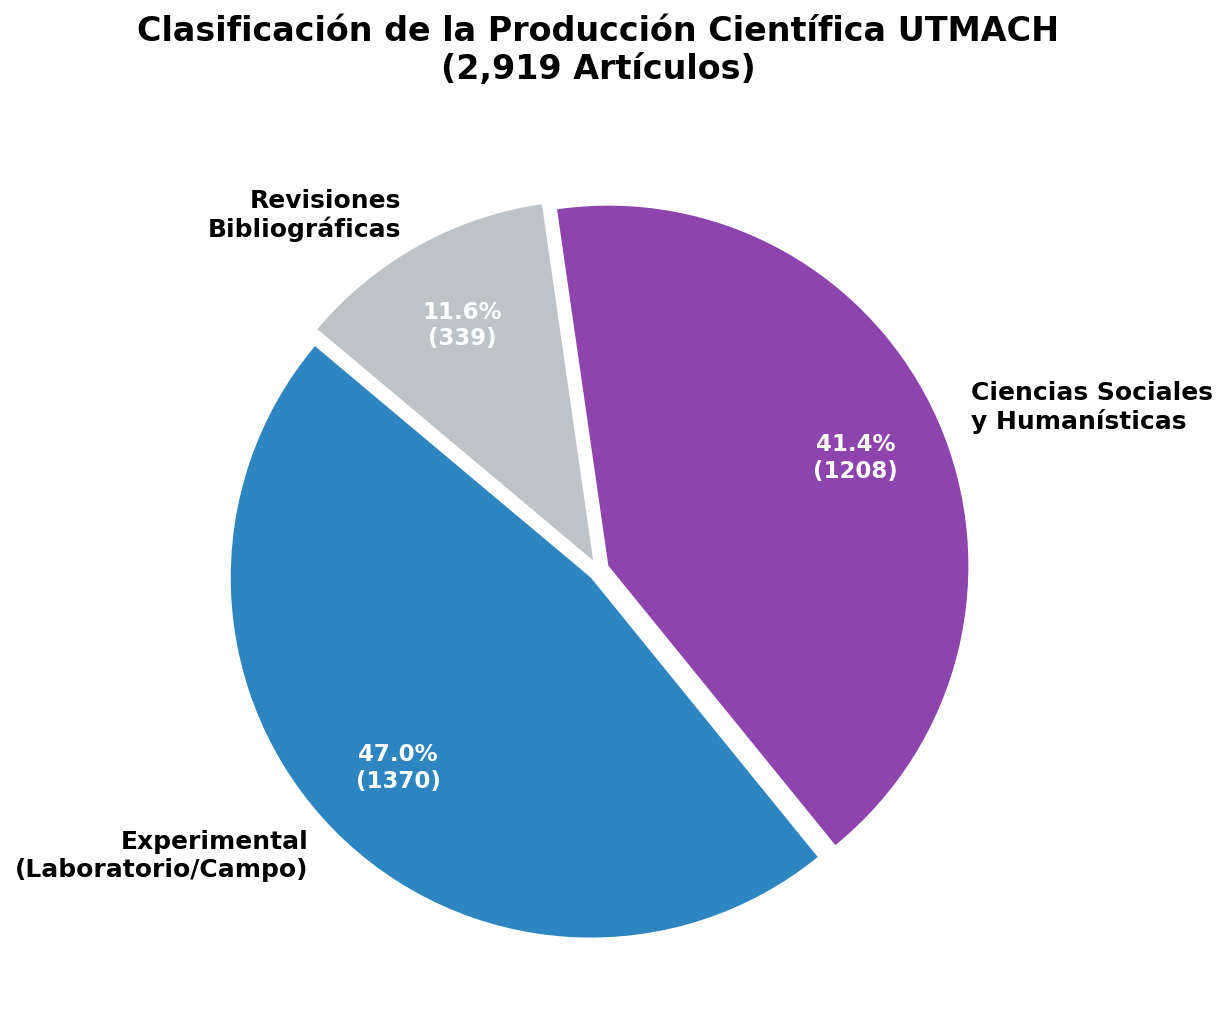 Clasificación de la Producción Científica UTMACH
(2,919 Artículos)
Revisiones
Bibliográficas
11.6%
(339)
Ciencias Sociales
y Humanísticas
41.4%
(1208)
47.0%
(1370)
Experimental
(Laboratorio/Campo)